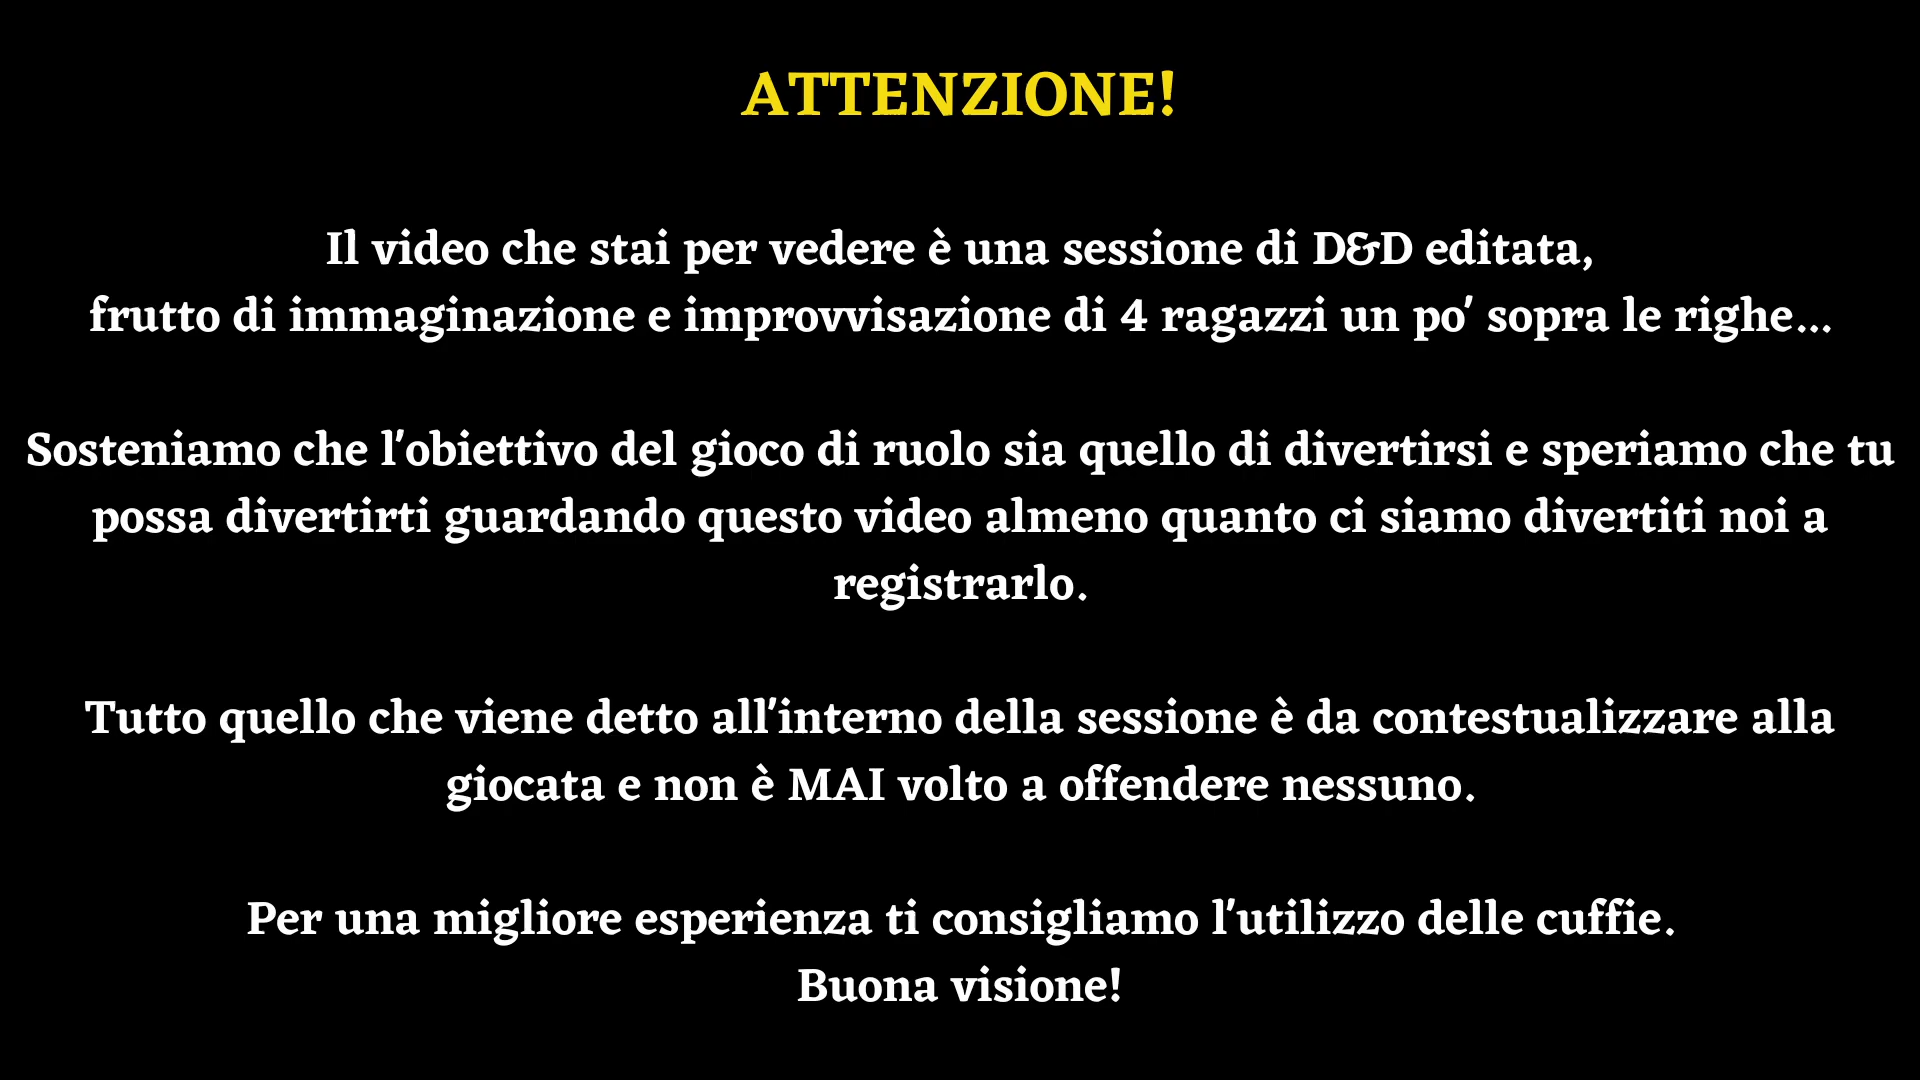 ATTENZIONE!
Il video che stai per vedere è una sessione di D&D editata,
frutto di immaginazione e improvvisazione di 4 ragazzi un po' sopra le righe...
Sosteniamo che l'obiettivo del gioco di ruolo sia quello di divertirsi e speriamo che tu
possa divertirti guardando questo video almeno quanto ci siamo divertiti noi a
registrarlo.
Tutto quello che viene detto all'interno della sessione è da contestualizzare alla
giocata e non è MAI volto a offendere nessuno.
Per una migliore esperienza ti consigliamo l'utilizzo delle cuffie.
Buona visione!